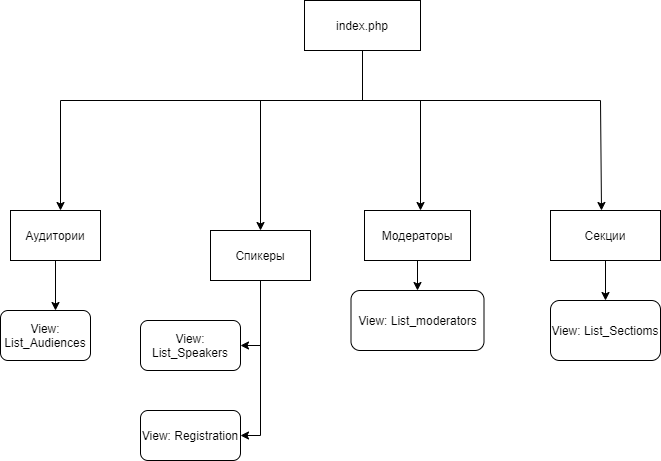 index.php
Аудитории
Спикеры
Модераторы
Секции
View:
List_Audiences
View:
List_Speakers
View: List_moderators
View: List_Sectioms
View: Registration